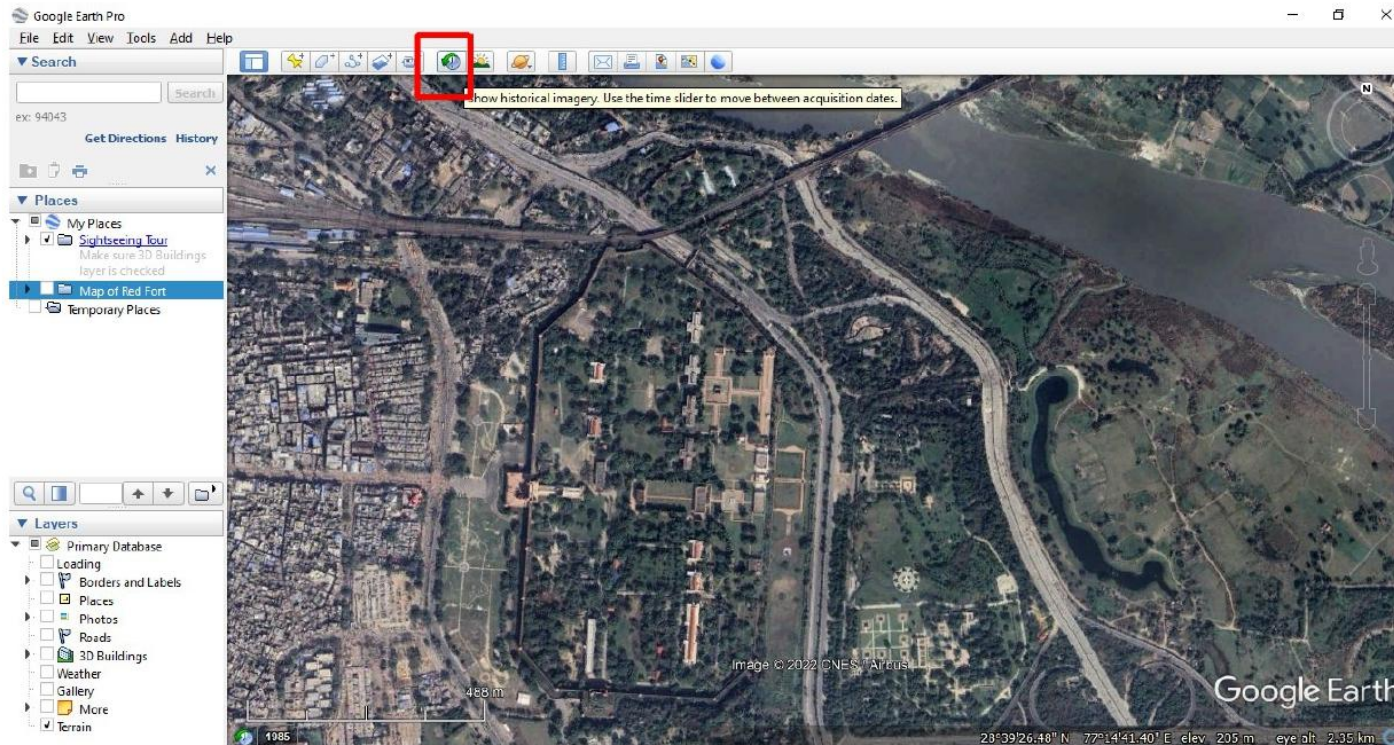 Google Earth Pro
File Edit View Tools Add Help
Search
Search
ex: 94043
Get Directions History
Places
My Places
Sightseeing Tour
Make sure 3D Buildings
layer is checked
Map of Red Fort
Temporary Places
Layers
Primary Database
Loading
Borders and Labels
Places
Photos
Roads
3D Buildings
Weather
Gallery
More
Terrain
Show historical imagery. Use the time slider to move between acquisition dates.
N
Image © 2022 CNES / Airbus
488 m
Google Earth
1985
28°39'26.48" N 77°14'41.40" E elev 205 m eye alt 2.35 km